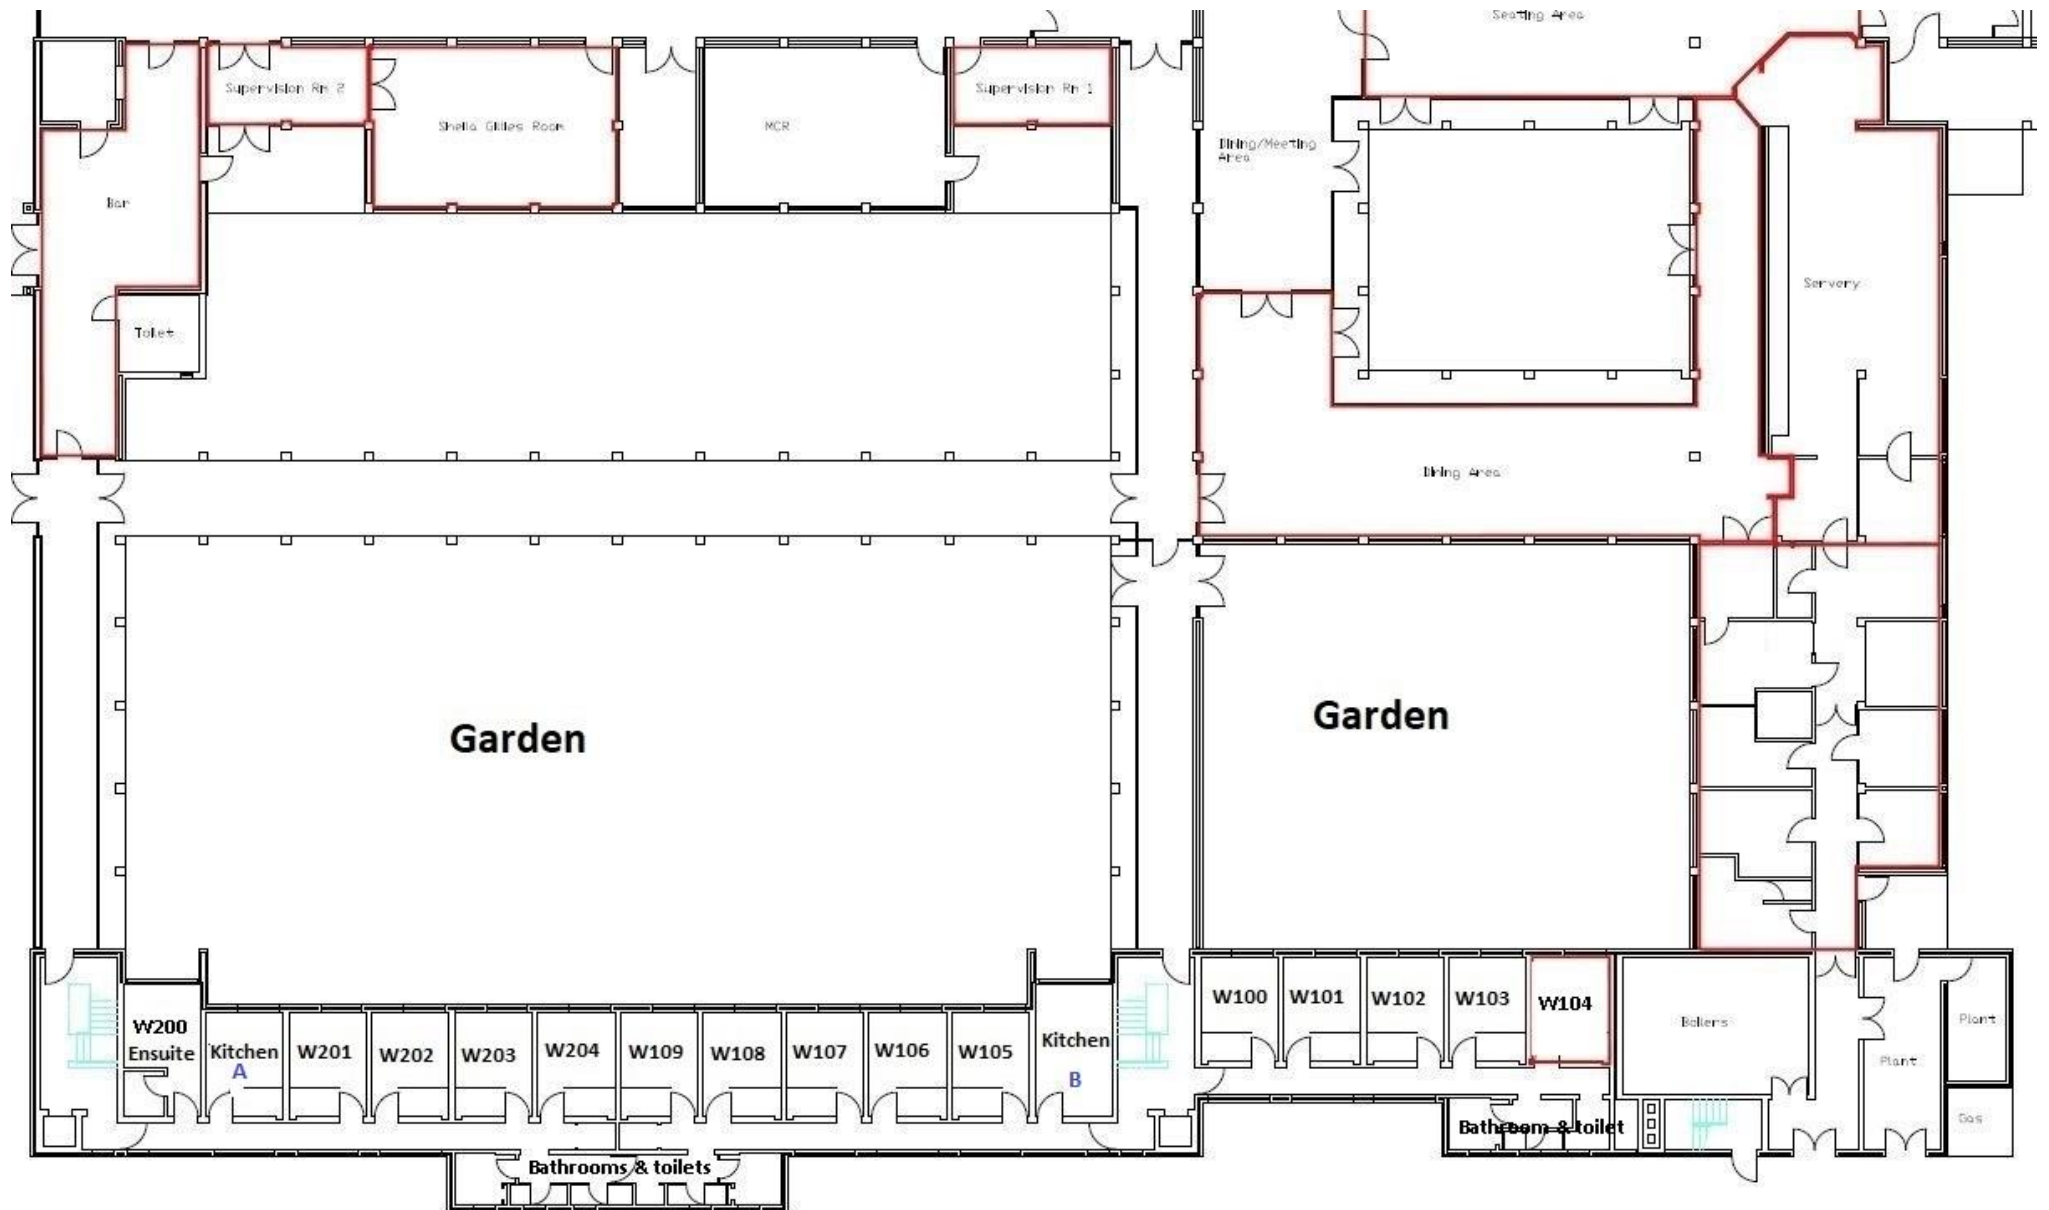 Seating Area
Supervision Rm 2
Supervision Rm 1
Sheila Gillies Room
MCR
Dining/Meeting
Area
Bar
Servery
Toilet
Dining Area
Garden
Garden
W100
W101
W102
W103
W104
Boilers
Plant
Plant
Gas
W200
Ensuite
Kitchen
A
W201
W202
W203
W204
W109
W108
W107
W106
W105
Kitchen
B
Bathroom & toilet
Bathrooms & toilets